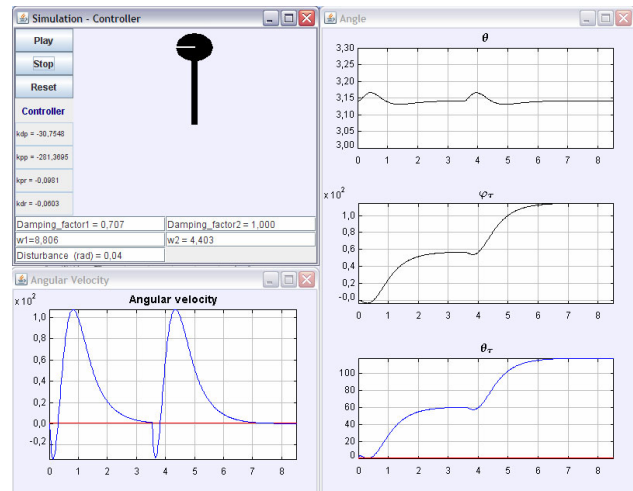 Simulation - Controller
Play
Stop
Reset
Controller
kdp = -30,7548
kpp = -281,3695
kpr = -0,0981
kdr = -0,0603
Damping_factor1 = 0,707
Damping_factor2 = 1,000
w1=8,806
w2 = 4,403
Disturbance (rad) = 0,04
Angular Velocity
Angular velocity
x 10²
1,0
0,8
0,6
0,4
0,2
0,0
-0,2
0 1 2 3 4 5 6 7 8
Angle
θ
3,30
3,25
3,20
3,15
3,10
3,05
3,00
0 1 2 3 4 5 6 7 8
φτ
x 10²
1,0
0,8
0,6
0,4
0,2
-0,0
0 1 2 3 4 5 6 7 8
θτ
100
80
60
40
20
0
0 1 2 3 4 5 6 7 8